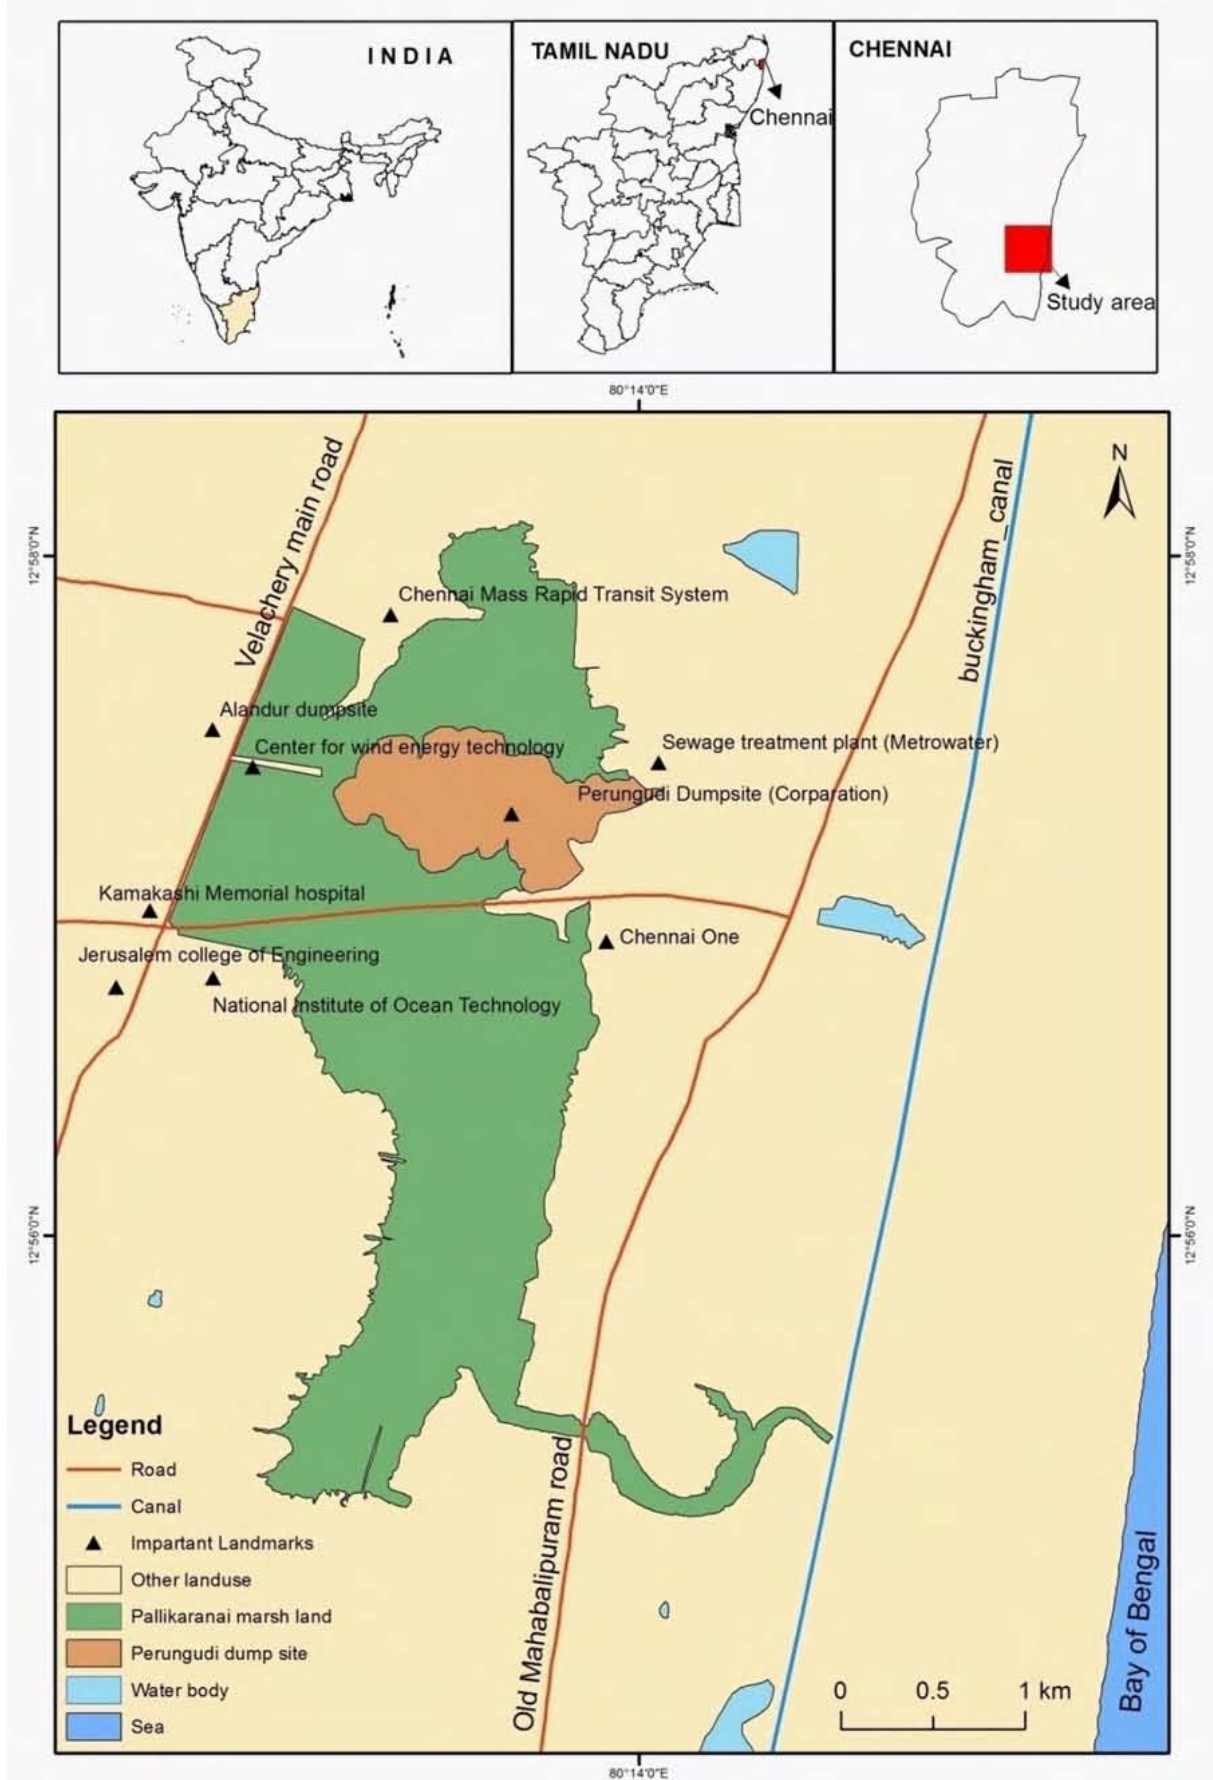 INDIA
TAMIL NADU
Chennai
CHENNAI
Study area
80°14'0"E
N
Velachery main road
buckingham_canal
12°58'0"N
12°58'0"N
Chennai Mass Rapid Transit System
Alandur dumpsite
Center for wind energy technology
Sewage treatment plant (Metrowater)
Perungudi Dumpsite (Corparation)
Kamakashi Memorial hospital
Chennai One
Jerusalem college of Engineering
National Institute of Ocean Technology
12°56'0"N
12°56'0"N
Old Mahabalipuram road
Bay of Bengal
Legend
Road
Canal
Impartant Landmarks
Other landuse
Pallikaranai marsh land
Perungudi dump site
Water body
Sea
0 0.5 1 km
80°14'0"E